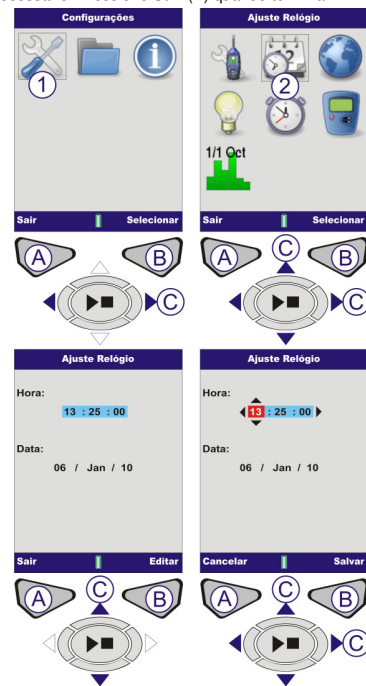 Configurações
1
Sair Selecionar
A B
C
Ajuste Relógio
2
1/1 Oct
Sair Selecionar
A C B
C
Ajuste Relógio
Hora:
13 : 25 : 00
Data:
06 / Jan / 10
Sair Editar
A C B
Ajuste Relógio
Hora:
13 : 25 : 00
Data:
06 / Jan / 10
Cancelar Salvar
A C B
C